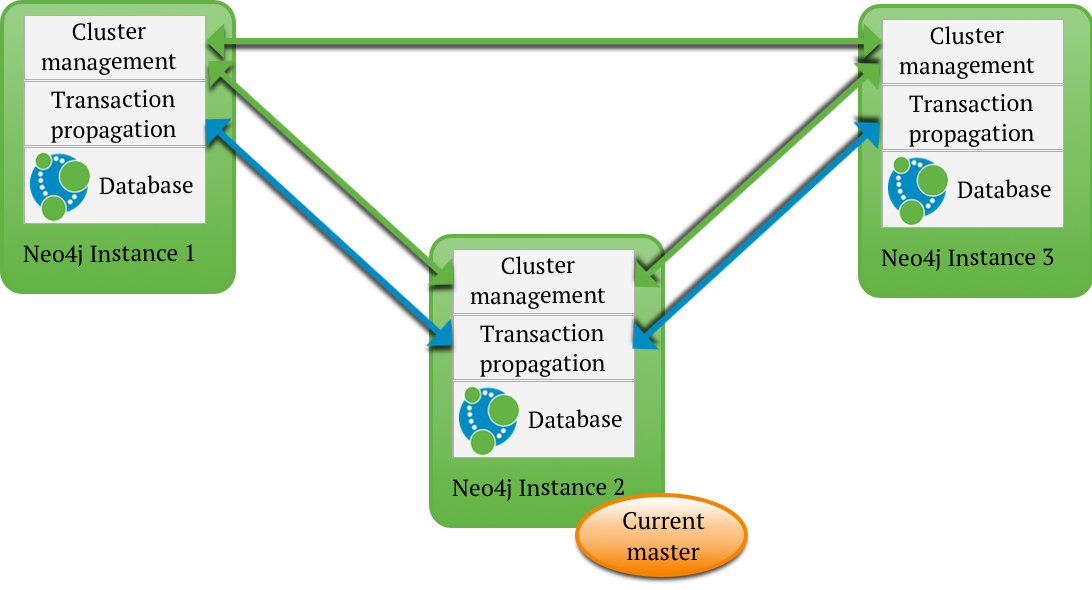 Cluster
management
Transaction
propagation
Database
Neo4j Instance 1
Cluster
management
Transaction
propagation
Database
Neo4j Instance 3
Cluster
management
Transaction
propagation
Database
Neo4j Instance 2
Current
master